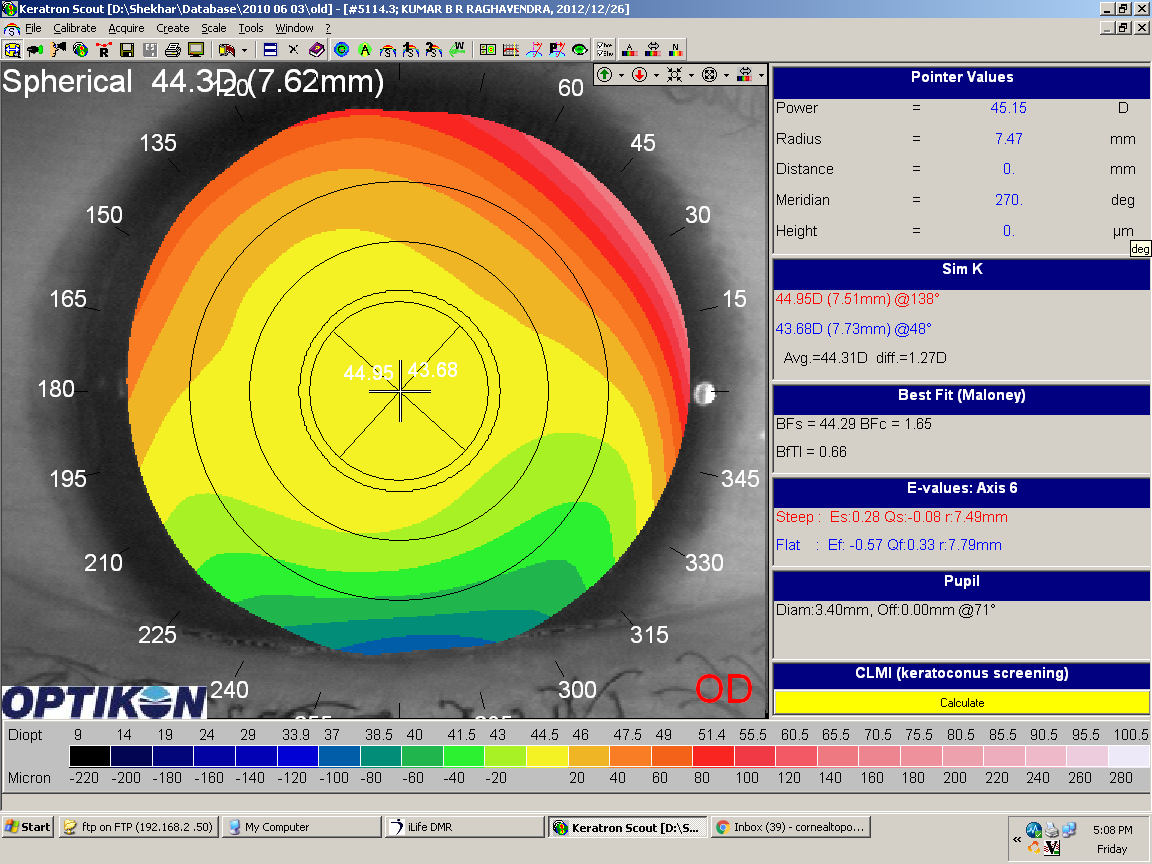 Keratron Scout [D:\Shekhar\Database\2010 06 03\old] - [#5114.3; KUMAR B R RAGHAVENDRA, 2012/12/26]
File Calibrate Acquire Create Scale Tools Window ?
Spherical 44.3D (7.62mm)
120
60
135
45
150
30
165
15
180
44.95 43.68
195
345
210
330
225
315
240
300
OD
OPTIKON
Pointer Values
Power = 45.15 D
Radius = 7.47 mm
Distance = 0. mm
Meridian = 270. deg
Height = 0. µm
deg
Sim K
44.95D (7.51mm) @138°
43.68D (7.73mm) @48°
Avg.=44.31D diff.=1.27D
Best Fit (Maloney)
BFs = 44.29 BFc = 1.65
BfTI = 0.66
E-values: Axis 6
Steep : Es:0.28 Qs:-0.08 r:7.49mm
Flat : Ef: -0.57 Qf:0.33 r:7.79mm
Pupil
Diam:3.40mm, Off:0.00mm @71°
CLMI (keratoconus screening)
Calculate
Diopt 9 14 19 24 29 33.9 37 38.5 40 41.5 43 44.5 46 47.5 49 51.4 55.5 60.5 65.5 70.5 75.5 80.5 85.5 90.5 95.5 100.5
Micron -220 -200 -180 -160 -140 -120 -100 -80 -60 -40 -20 20 40 60 80 100 120 140 160 180 200 220 240 260 280
Start ftp on FTP (192.168.2 .50) My Computer iLife DMR Keratron Scout [D:\S... Inbox (39) - cornealtopo... « 5:08 PM
Friday